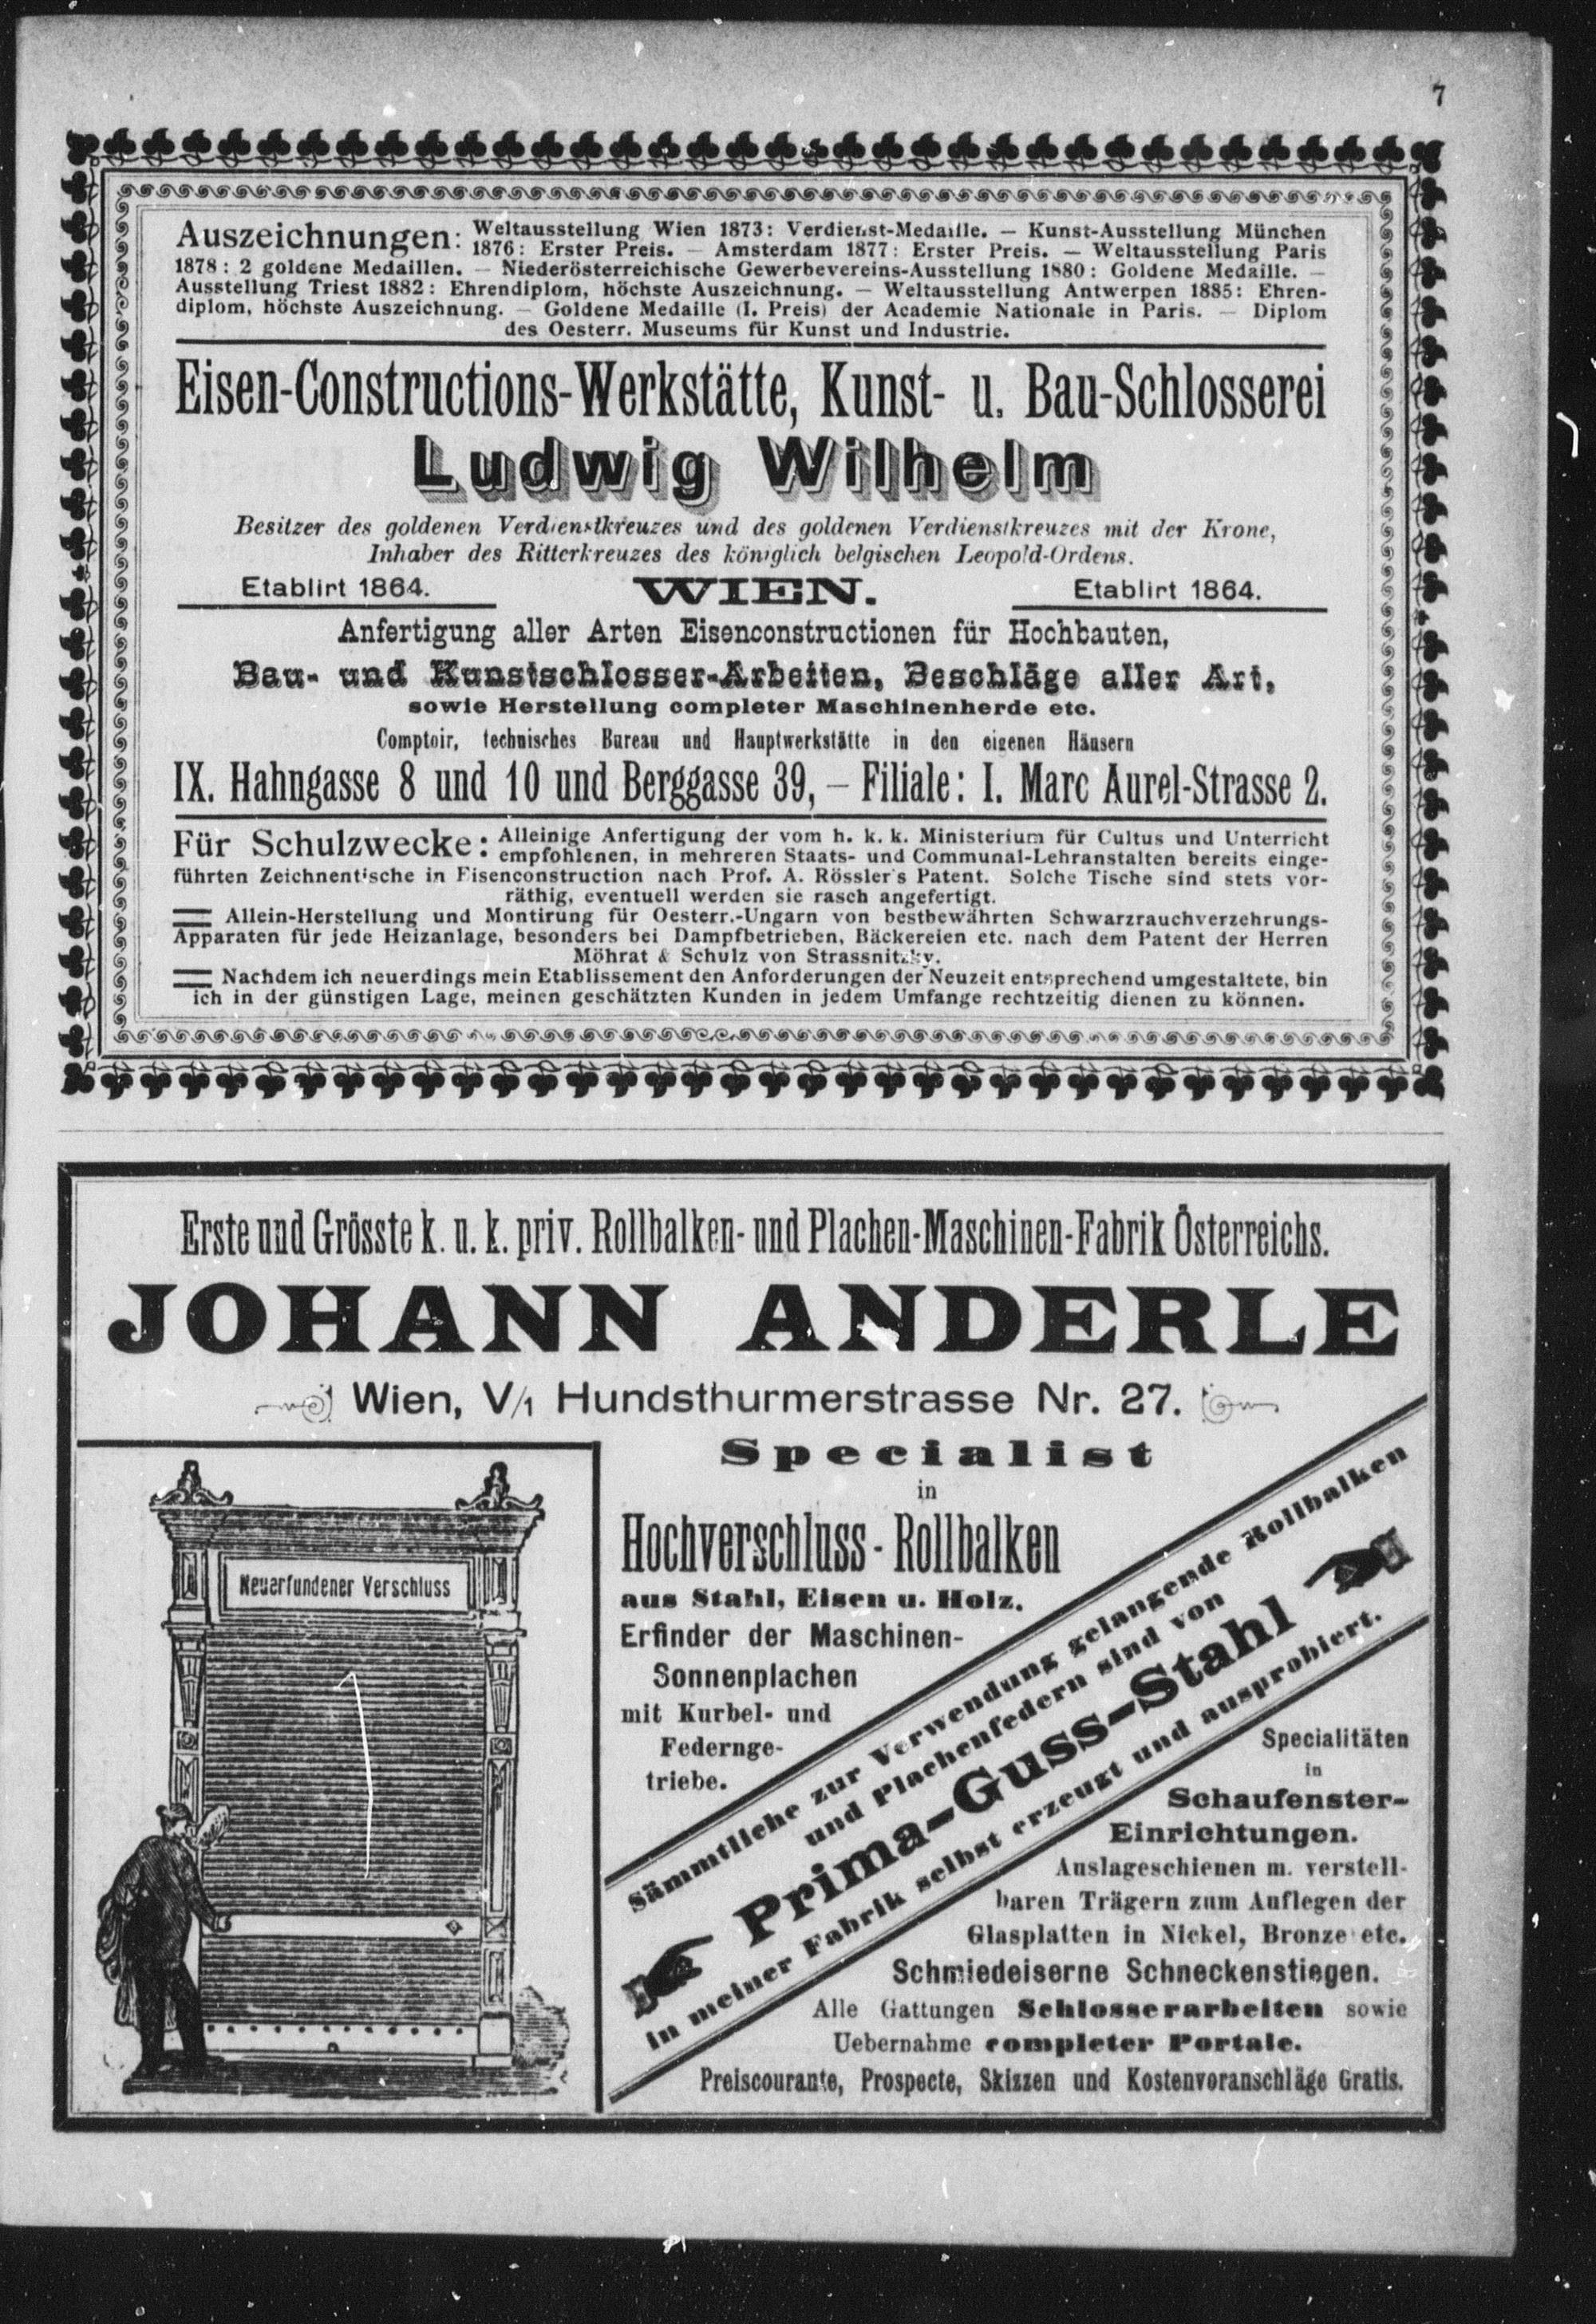 7
Auszeichnungen: Weltausstellung Wien 1873: Verdienst-Medaille. — Kunst-Ausstellung München
1876: Erster Preis. — Amsterdam 1877: Erster Preis. — Weltausstellung Paris
1878: 2 goldene Medaillen. — Niederösterreichische Gewerbevereins-Ausstellung 1880: Goldene Medaille. —
Ausstellung Triest 1882: Ehrendiplom, höchste Auszeichnung. — Weltausstellung Antwerpen 1885: Ehren-
diplom, höchste Auszeichnung. — Goldene Medaille (I. Preis) der Academie Nationale in Paris. — Diplom
des Oesterr. Museums für Kunst und Industrie.
Eisen-Constructions-Werkstätte, Kunst- u. Bau-Schlosserei
Ludwig Wilhelm
Besitzer des goldenen Verdienstkreuzes und des goldenen Verdienstkreuzes mit der Krone,
Inhaber des Ritterkreuzes des königlich belgischen Leopold-Ordens.
Etablirt 1864. WIEN. Etablirt 1864.
Anfertigung aller Arten Eisenconstructionen für Hochbauten,
Bau- und Kunstschlosser-Arbeiten, Beschläge aller Art,
sowie Herstellung completer Maschinenherde etc.
Comptoir, technisches Bureau und Hauptwerkstätte in den eigenen Häusern
IX. Hahngasse 8 und 10 und Berggasse 39, — Filiale: I. Marc Aurel-Strasse 2.
Für Schulzwecke: Alleinige Anfertigung der vom h. k. k. Ministerium für Cultus und Unterricht
empfohlenen, in mehreren Staats- und Communal-Lehranstalten bereits einge-
führten Zeichnentische in Eisenconstruction nach Prof. A. Rössler's Patent. Solche Tische sind stets vor-
räthig, eventuell werden sie rasch angefertigt.
Allein-Herstellung und Montirung für Oesterr.-Ungarn von bestbewährten Schwarzrauchverzehrungs-
Apparaten für jede Heizanlage, besonders bei Dampfbetrieben, Bäckereien etc. nach dem Patent der Herren
Möhrat & Schulz von Strassnitzky.
Nachdem ich neuerdings mein Etablissement den Anforderungen der Neuzeit entsprechend umgestaltete, bin
ich in der günstigen Lage, meinen geschätzten Kunden in jedem Umfange rechtzeitig dienen zu können.
Erste und Grösste k. u. k. priv. Rollbalken- und Plachen-Maschinen-Fabrik Österreichs.
JOHANN ANDERLE
Wien, V/1 Hundsthurmerstrasse Nr. 27.
Neuerfundener Verschluss
Specialist
in
Hochverschluss-Rollbalken
aus Stahl, Eisen u. Holz.
Erfinder der Maschinen-
Sonnenplachen
mit Kurbel- und
Federnge-
triebe.
Sämmtliche zur Verwendung gelangende Rollbalken
und Plachenfedern sind von
Prima-Guss-Stahl
in meiner Fabrik selbst erzeugt und ausprobiert.
Specialitäten
in
Schaufenster-
Einrichtungen.
Auslageschienen m. verstell-
baren Trägern zum Auflegen der
Glasplatten in Nickel, Bronze etc.
Schmiedeiserne Schneckenstiegen.
Alle Gattungen Schlosserarbeiten sowie
Uebernahme completer Portale.
Preiscourante, Prospecte, Skizzen und Kostenvoranschläge Gratis.